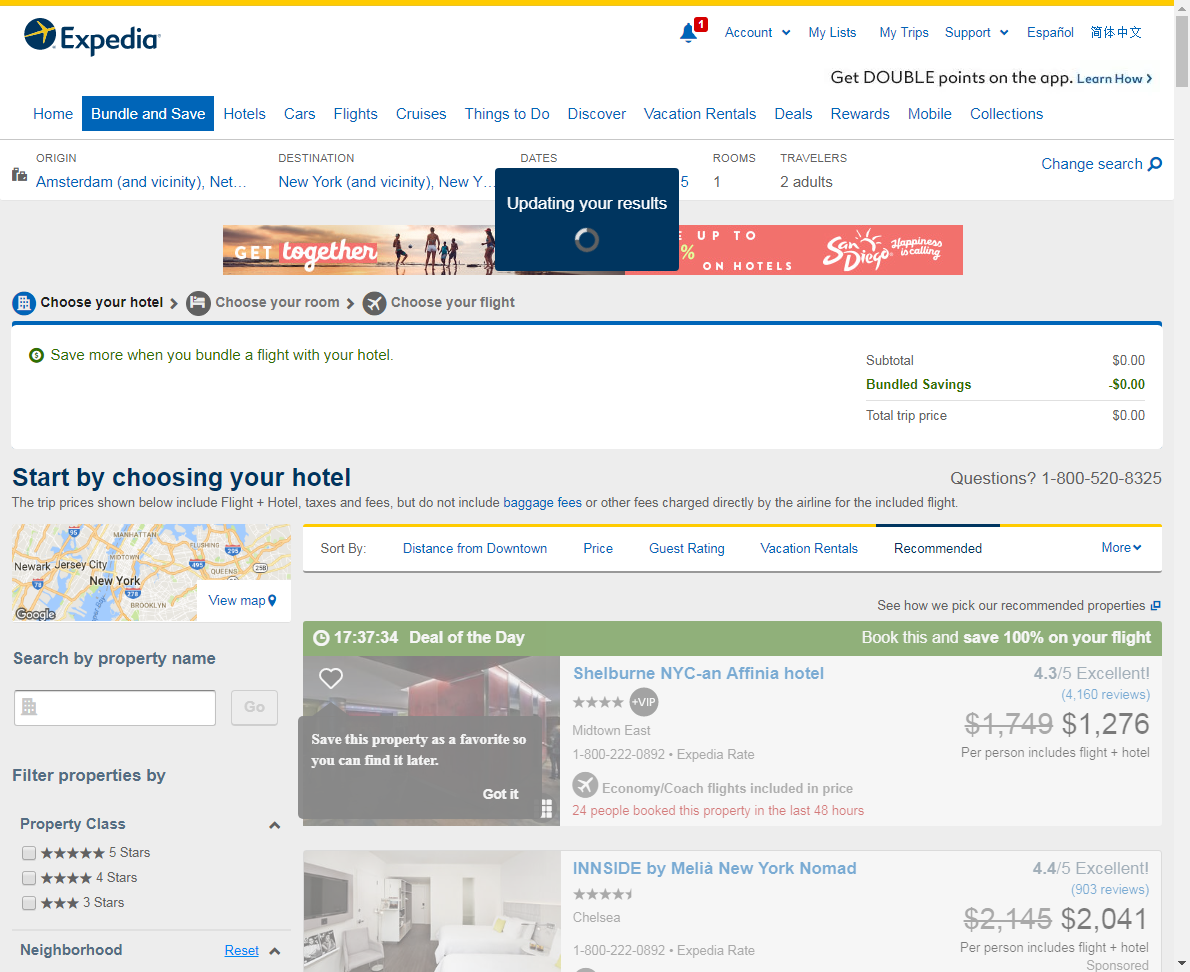 Expedia
1
Account
My Lists
My Trips
Support
Español
简体中文
Get DOUBLE points on the app. Learn How
Home
Bundle and Save
Hotels
Cars
Flights
Cruises
Things to Do
Discover
Vacation Rentals
Deals
Rewards
Mobile
Collections
ORIGIN
DESTINATION
DATES
ROOMS
TRAVELERS
Change search
Amsterdam (and vicinity), Net…
New York (and vicinity), New Y…
5
1
2 adults
Updating your results
GET together
UP TO
%
ON HOTELS
San Diego
Happiness is calling
Choose your hotel
Choose your room
Choose your flight
Save more when you bundle a flight with your hotel.
Subtotal $0.00
Bundled Savings -$0.00
Total trip price $0.00
Start by choosing your hotel
Questions? 1-800-520-8325
The trip prices shown below include Flight + Hotel, taxes and fees, but do not include baggage fees or other fees charged directly by the airline for the included flight.
MANHATTAN
FLUSHING
95
295
MIDTOWN
Newark
Jersey City
495
QUEENS
25B
78
New York
278
BROOKLYN
Google
View map
Sort By:
Distance from Downtown
Price
Guest Rating
Vacation Rentals
Recommended
More
See how we pick our recommended properties
Search by property name
Go
Filter properties by
Property Class
5 Stars
4 Stars
3 Stars
Neighborhood
Reset
17:37:34 Deal of the Day
Book this and save 100% on your flight
Save this property as a favorite so
you can find it later.
Got it
Shelburne NYC-an Affinia hotel
+VIP
Midtown East
1-800-222-0892 • Expedia Rate
Economy/Coach flights included in price
24 people booked this property in the last 48 hours
4.3/5 Excellent!
(4,160 reviews)
$1,749 $1,276
Per person includes flight + hotel
INNSIDE by Melià New York Nomad
Chelsea
1-800-222-0892 • Expedia Rate
4.4/5 Excellent!
(903 reviews)
$2,145 $2,041
Per person includes flight + hotel
Sponsored